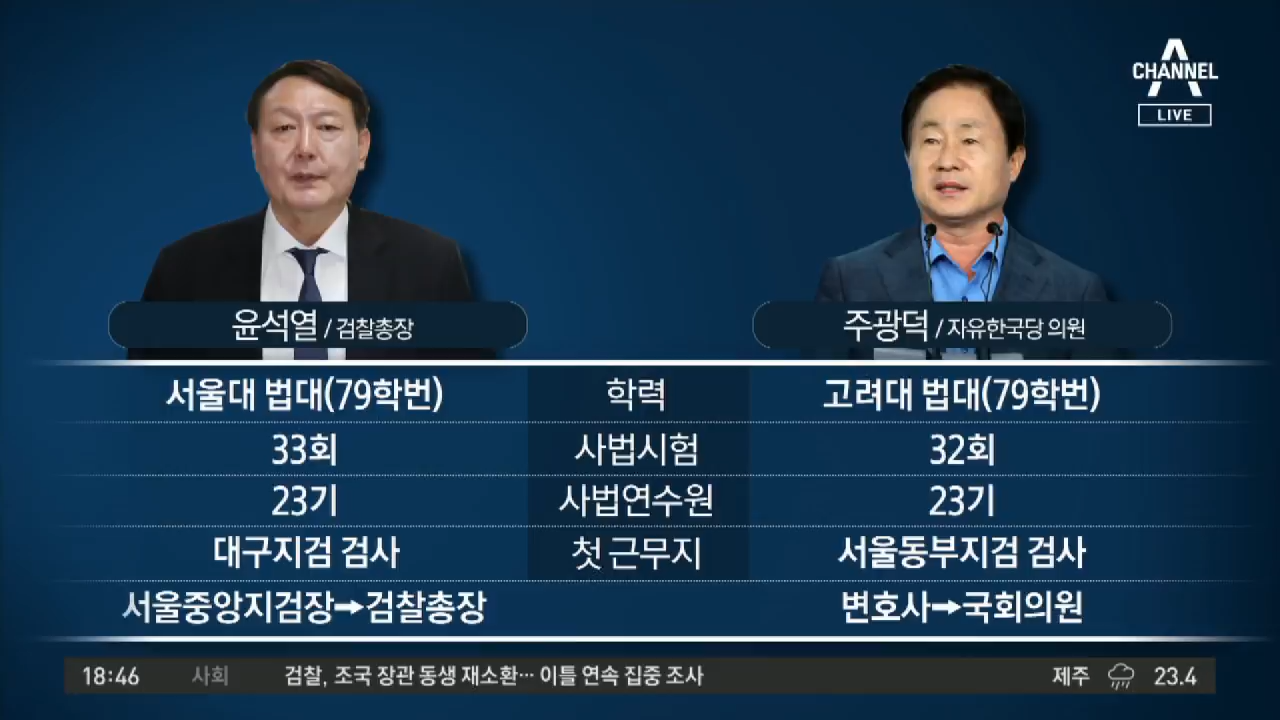 CHANNEL A
LIVE
윤석열 / 검찰총장
주광덕 / 자유한국당 의원
서울대 법대(79학번) 학력 고려대 법대(79학번)
33회 사법시험 32회
23기 사법연수원 23기
대구지검 검사 첫 근무지 서울동부지검 검사
서울중앙지검장→검찰총장 변호사→국회의원
18:46 사회 검찰, 조국 장관 동생 재소환… 이틀 연속 집중 조사 제주 23.4